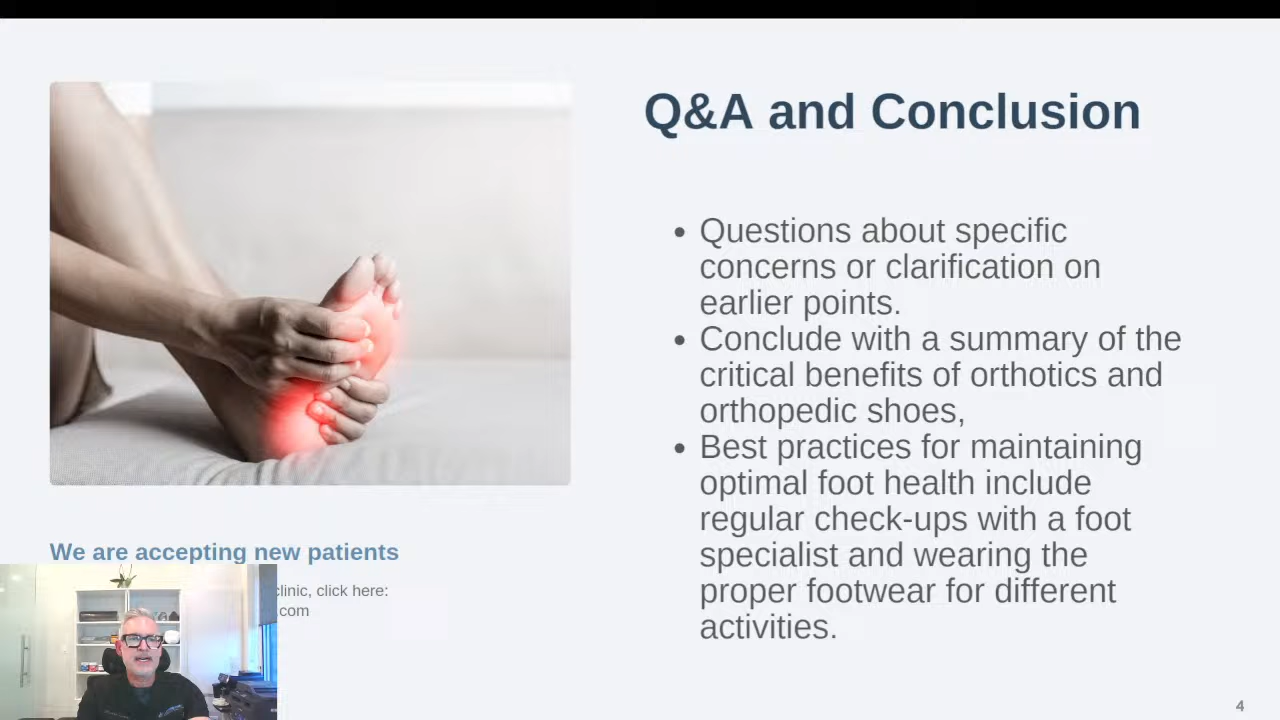 Q&A and Conclusion
• Questions about specific
concerns or clarification on
earlier points.
• Conclude with a summary of the
critical benefits of orthotics and
orthopedic shoes,
• Best practices for maintaining
optimal foot health include
regular check-ups with a foot
specialist and wearing the
proper footwear for different
activities.
We are accepting new patients
clinic, click here:
com
4